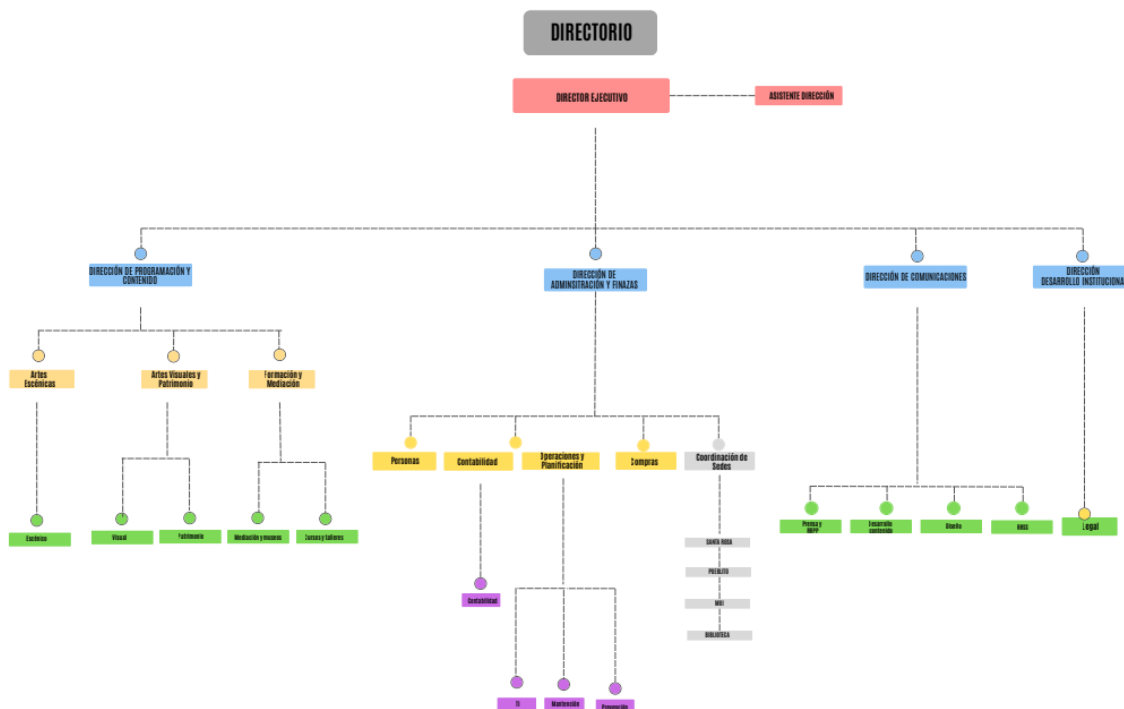 DIRECTORIO
DIRECTOR EJECUTIVO
ASISTENTE DIRECCIÓN
DIRECCIÓN DE PROGRAMACIÓN Y
CONTENIDO
DIRECCIÓN DE
ADMINSITRACIÓN Y FINAZAS
DIRECCIÓN DE COMUNICACIONES
DIRECCIÓN
DESARROLLO INSTITUCIONA
Artes
Escénicas
Artes Visuales y
Patrimonio
Formación y
Mediación
Personas
Contabilidad
Operaciones y
Planificación
Compras
Coordinación de
Sedes
Escénico
Visual
Patrimonio
Mediación y museos
Cursos y talleres
Prensa y
RRPP
Desarrollo
contenido
Diseño
RRSS
Legal
SANTA ROSA
PUEBLITO
BIBLIOTECA
Contabilidad
TI
Mantención
Prevención